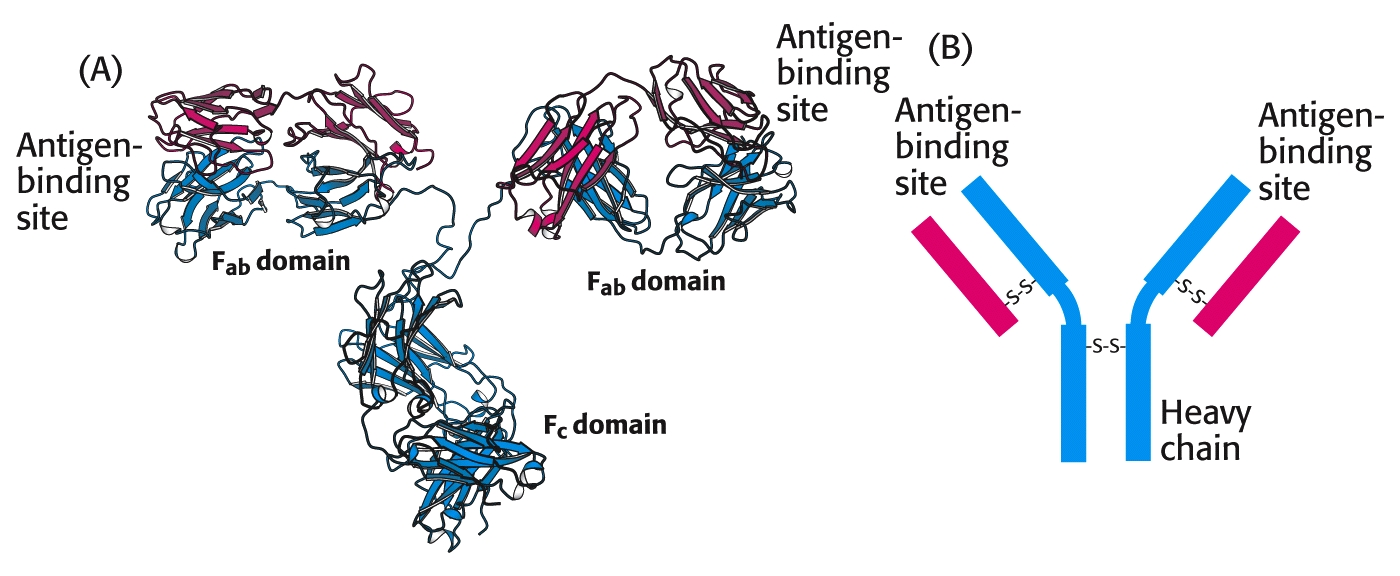 (A)
Antigen-
binding
site
Fab domain
Antigen-
binding
site
Fab domain
Fc domain
(B)
Antigen-
binding
site
Antigen-
binding
site
-S-S-
-S-S-
-S-S-
Heavy
chain